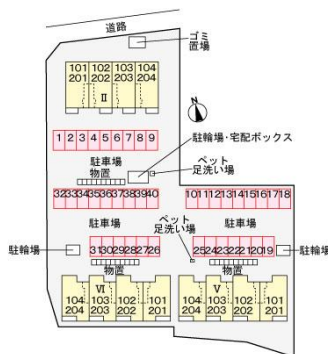 道路
ゴミ
置場
101 102 103 104
201 202 203 204
II
N
1 2 3 4 5 6 7 8 9
駐輪場・宅配ボックス
駐車場
物置
ペット
足洗い場
32 33 34 35 36 37 38 39 40
10 11 12 13 14 15 16 17 18
駐車場
駐車場
ペット
足洗い場
駐輪場
31 30 29 28 27 26
25 24 23 22 21 20 19
駐輪場
物置
物置
VI
V
104 103 102 101
204 203 202 201
104 103 102 101
204 203 202 201